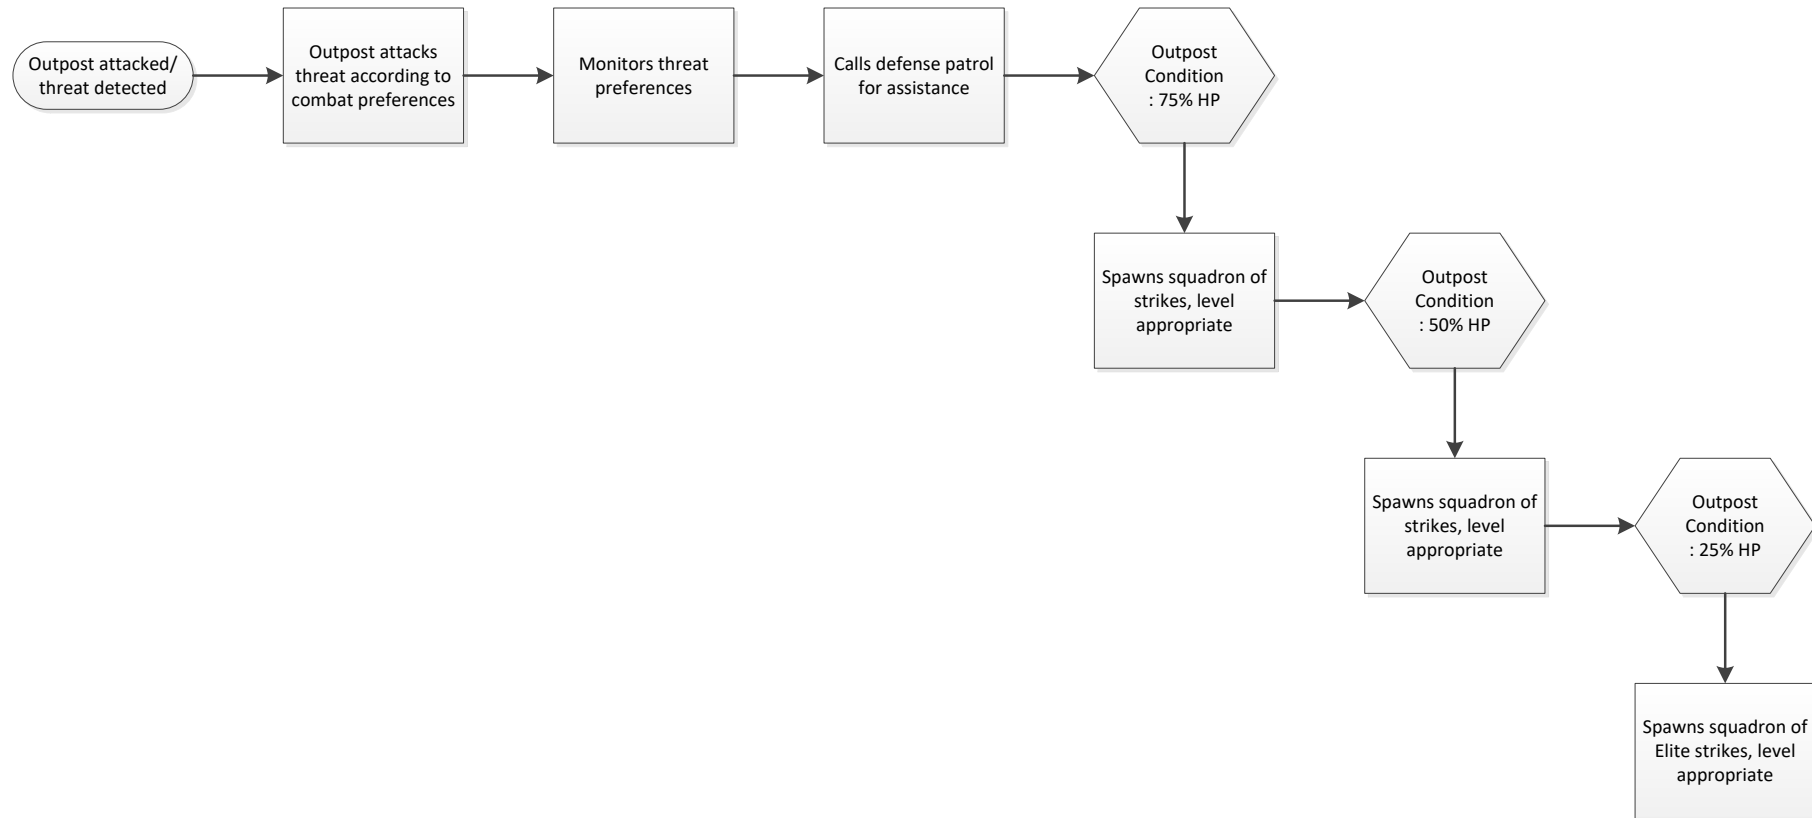 Outpost attacked/
threat detected
Outpost attacks
threat according to
combat preferences
Monitors threat
preferences
Calls defense patrol
for assistance
Outpost
Condition
: 75% HP
Spawns squadron of
strikes, level
appropriate
Outpost
Condition
: 50% HP
Spawns squadron of
strikes, level
appropriate
Outpost
Condition
: 25% HP
Spawns squadron of
Elite strikes, level
appropriate